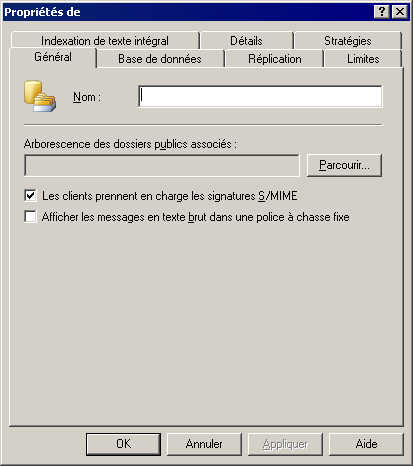 Propriétés de
Indexation de texte intégral
Détails
Stratégies
Général
Base de données
Réplication
Limites
Nom :
Arborescence des dossiers publics associés :
Parcourir...
Les clients prennent en charge les signatures S/MIME
Afficher les messages en texte brut dans une police à chasse fixe
OK
Annuler
Appliquer
Aide